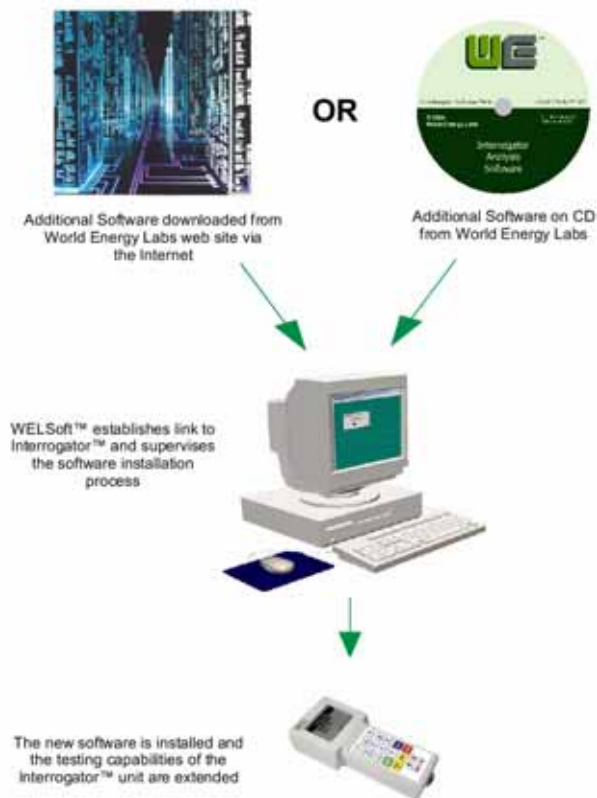 WE
OR
Interrogator
Analysis
Software
Additional Software downloaded from
World Energy Labs web site via
the Internet
Additional Software on CD
from World Energy Labs
WELSoft™ establishes link to
Interrogator™ and supervises
the software installation
process
The new software is installed and
the testing capabilities of the
Interrogator™ unit are extended